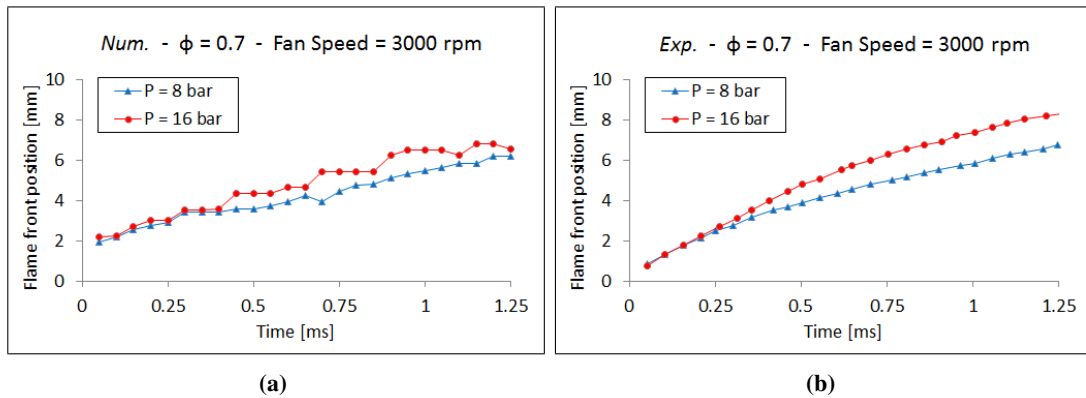 Num. - ϕ = 0.7 - Fan Speed = 3000 rpm
Flame front position [mm]
10
8
6
4
2
0
P = 8 bar
P = 16 bar
0 0.25 0.5 0.75 1 1.25
Time [ms]
(a)
Exp. - ϕ = 0.7 - Fan Speed = 3000 rpm
Flame front position [mm]
10
8
6
4
2
0
P = 8 bar
P = 16 bar
0 0.25 0.5 0.75 1 1.25
Time [ms]
(b)